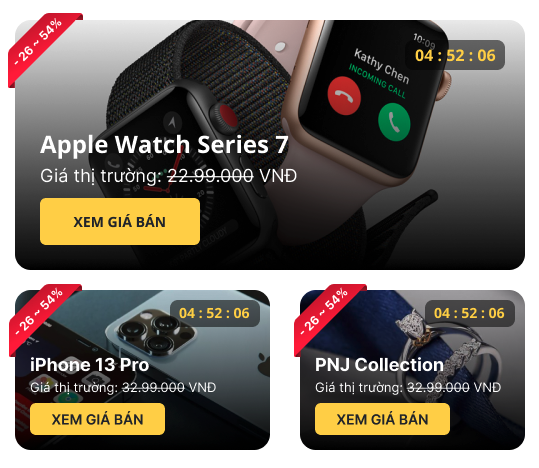 - 26 ~ 54%
10:09
04 : 52 : 06
Kathy Chen
INCOMING CALL
Apple Watch Series 7
Giá thị trường: 22.99.000 VNĐ
XEM GIÁ BÁN
- 26 ~ 54%
04 : 52 : 06
iPhone 13 Pro
Giá thị trường: 32.99.000 VNĐ
XEM GIÁ BÁN
- 26 ~ 54%
04 : 52 : 06
PNJ Collection
Giá thị trường: 32.99.000 VNĐ
XEM GIÁ BÁN